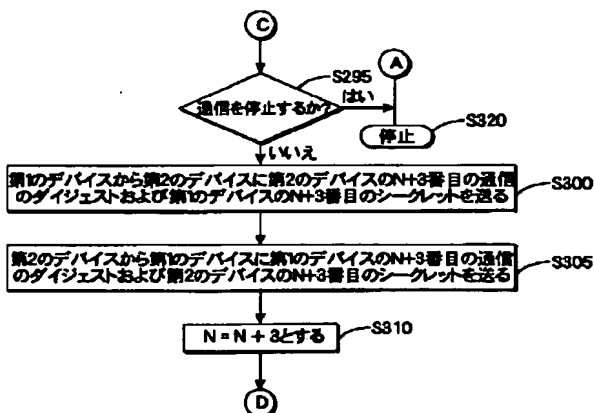 C
S295
A
通信を停止するか?
はい
停止
S320
いいえ
第1のデバイスから第2のデバイスに第2のデバイスのN+3番目の通信
のダイジェストおよび第1のデバイスのN+3番目のシークレットを送る
S300
第2のデバイスから第1のデバイスに第1のデバイスのN+3番目の通信
のダイジェストおよび第2のデバイスのN+3番目のシークレットを送る
S305
N = N + 3とする
S310
D